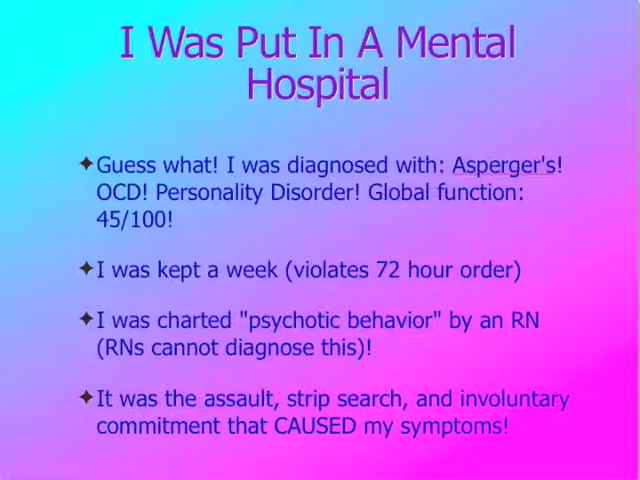 I Was Put In A Mental
Hospital
✦Guess what! I was diagnosed with: Asperger's!
OCD! Personality Disorder! Global function:
45/100!
✦I was kept a week (violates 72 hour order)
✦I was charted "psychotic behavior" by an RN
(RNs cannot diagnose this)!
✦It was the assault, strip search, and involuntary
commitment that CAUSED my symptoms!